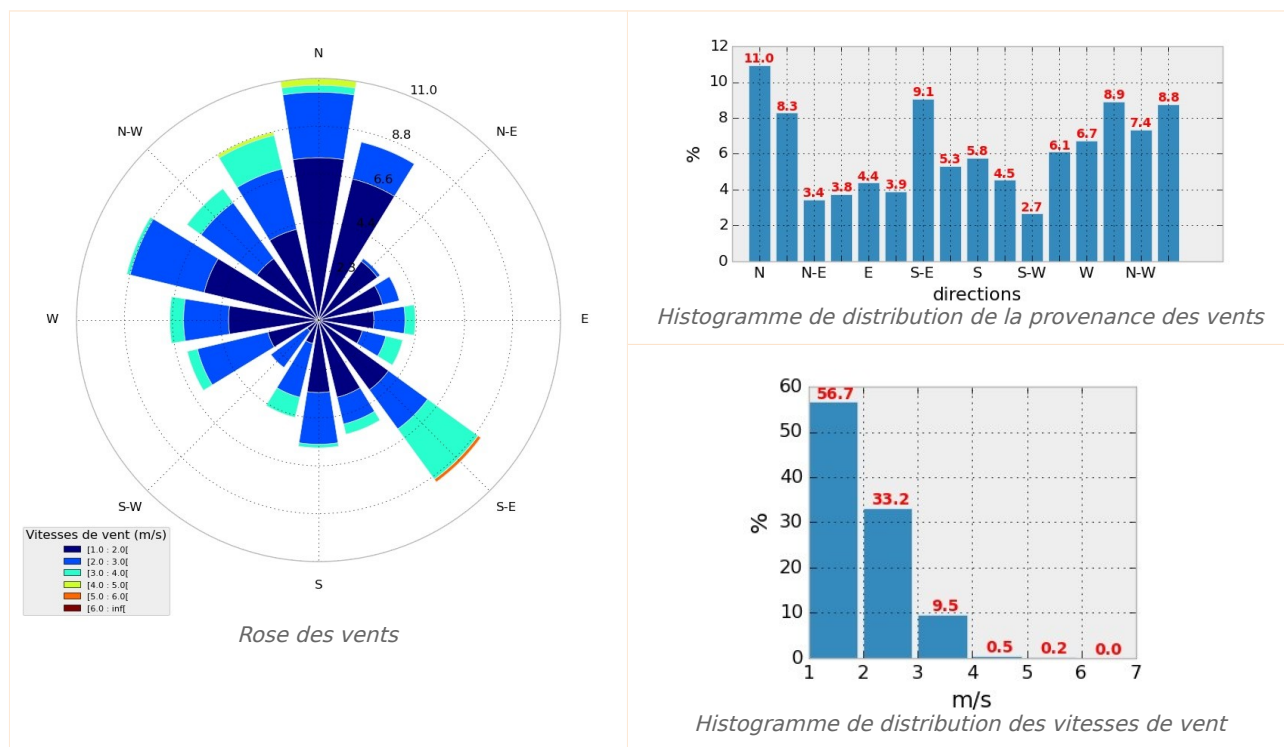 N
N-E
E
S-E
S
S-W
W
N-W
11.0
8.8
6.6
4.4
2.3
Vitesses de vent (m/s)
[1.0 : 2.0[
[2.0 : 3.0[
[3.0 : 4.0[
[4.0 : 5.0[
[5.0 : 6.0[
[6.0 : inf[
Rose des vents
12
10
8
6
4
2
0
%
11.0
8.3
3.4
3.8
4.4
3.9
9.1
5.3
5.8
4.5
2.7
6.1
6.7
8.9
7.4
8.8
N N-E E S-E S S-W W N-W
directions
Histogramme de distribution de la provenance des vents
60
50
40
30
20
10
0
%
56.7
33.2
9.5
0.5
0.2
0.0
1 2 3 4 5 6 7
m/s
Histogramme de distribution des vitesses de vent